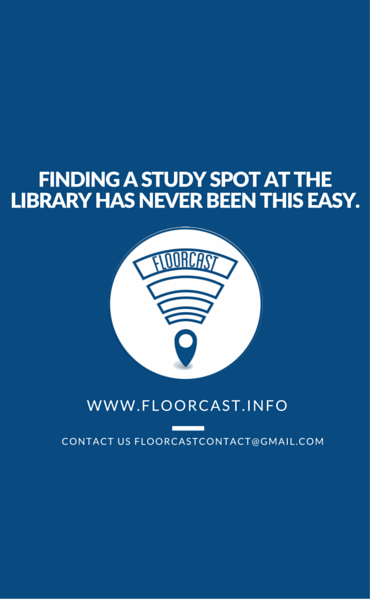 FINDING A STUDY SPOT AT THE
LIBRARY HAS NEVER BEEN THIS EASY.
FLOORCAST
WWW.FLOORCAST.INFO
CONTACT US FLOORCASTCONTACT@GMAIL.COM